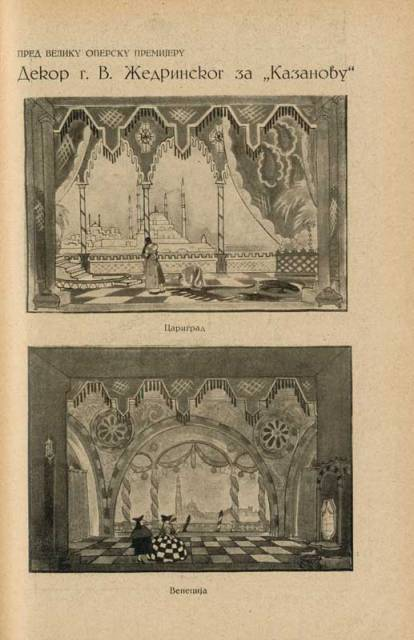 ПРЕД ВЕЛИКУ ОПЕРСКУ ПРЕМИЈЕРУ
Декор г. В. Жедринског за „Казанову“
Цариград
Венеција